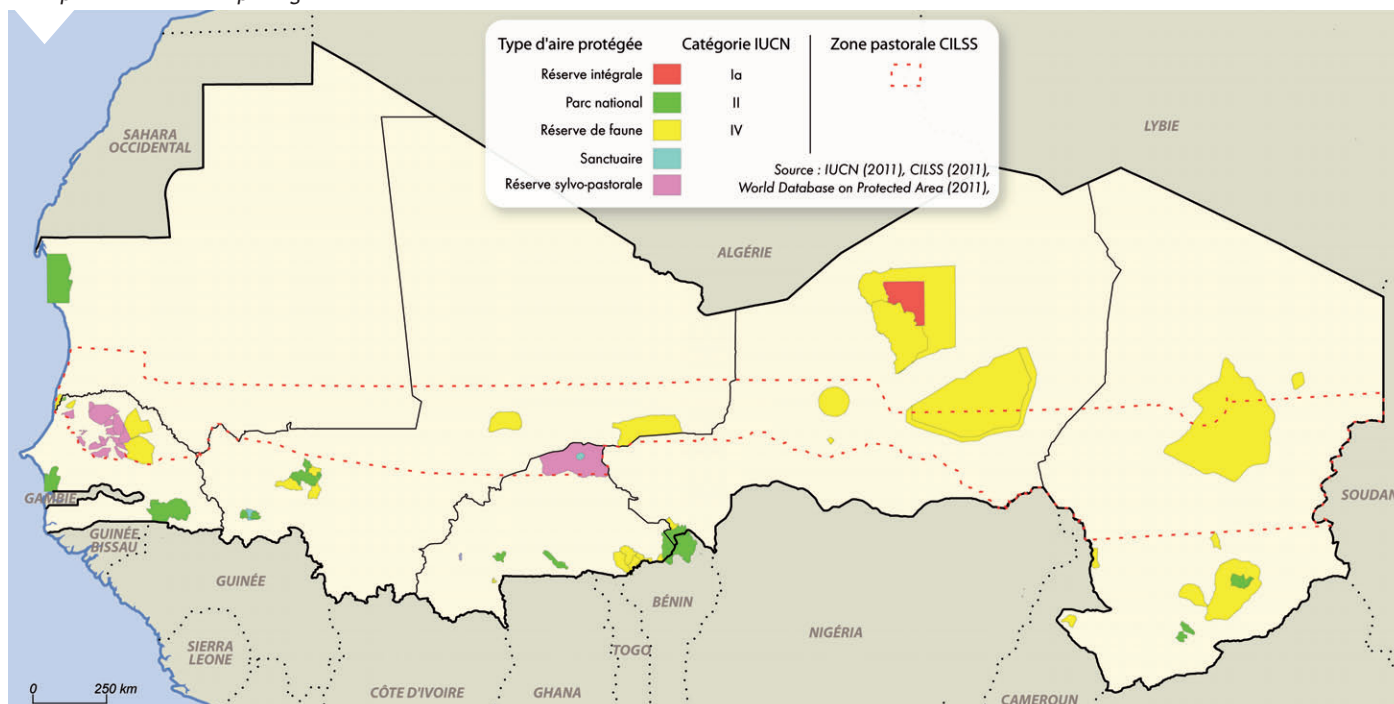 Type d'aire protégée Catégorie IUCN Zone pastorale CILSS
Réserve intégrale Ia
Parc national II
Réserve de faune IV
Sanctuaire
Réserve sylvo-pastorale
Source : IUCN (2011), CILSS (2011),
World Database on Protected Area (2011),
SAHARA
OCCIDENTAL
LYBIE
ALGÉRIE
SOUDAN
GAMBIE
GUINÉE
BISSAU
GUINÉE
SIERRA
LEONE
CÔTE D'IVOIRE
GHANA
TOGO
BÉNIN
NIGÉRIA
CAMEROUN
0 250 km